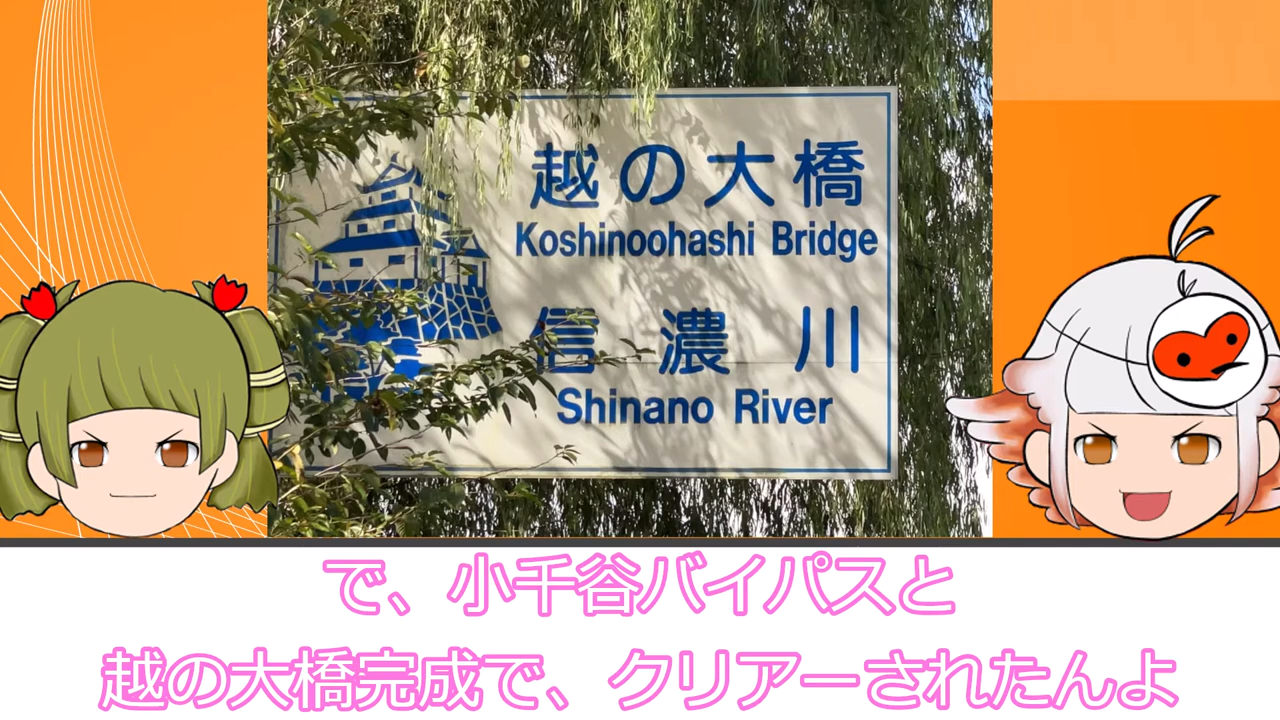 越の大橋
Koshinoohashi Bridge
信濃川
Shinano River
で、小千谷バイパスと
越の大橋完成で、クリアーされたんよ